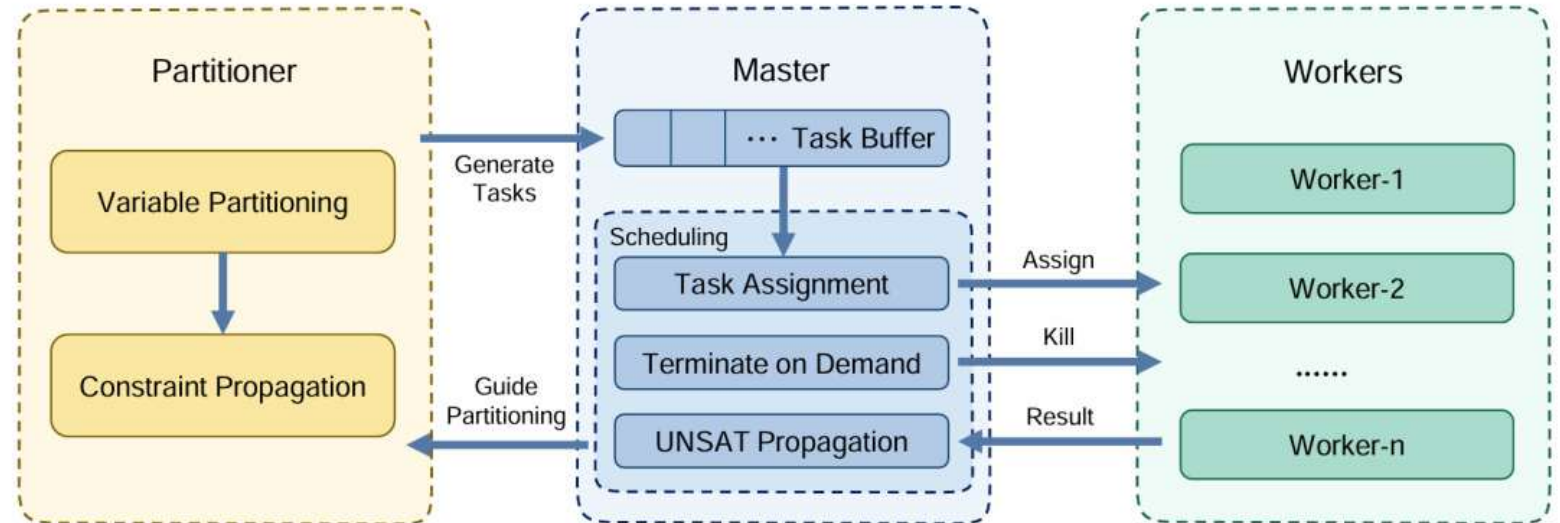 Partitioner
Variable Partitioning
Constraint Propagation
Generate
Tasks
Guide
Partitioning
Master
... Task Buffer
Scheduling
Task Assignment
Terminate on Demand
UNSAT Propagation
Assign
Kill
Result
Workers
Worker-1
Worker-2
......
Worker-n